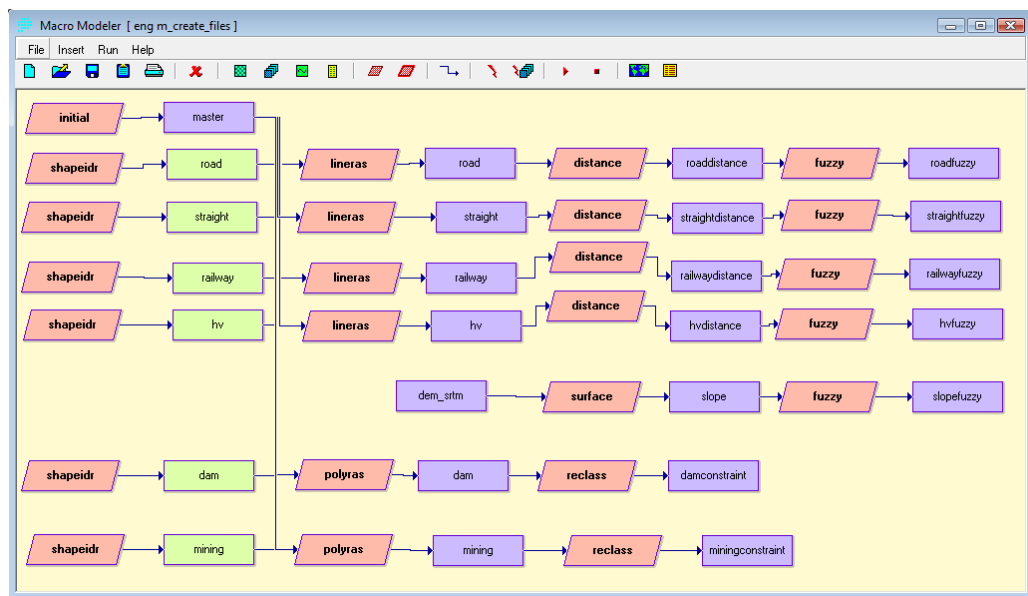 Macro Modeler [ eng m_create_files ]
File Insert Run Help
initial master
shapeidr road lineras road distance roaddistance fuzzy roadfuzzy
shapeidr straight lineras straight distance straightdistance fuzzy straightfuzzy
shapeidr railway lineras railway distance railwaydistance fuzzy railwayfuzzy
shapeidr hv lineras hv distance hvdistance fuzzy hvfuzzy
dem_srtm surface slope fuzzy slopefuzzy
shapeidr dam polyras dam reclass damconstraint
shapeidr mining polyras mining reclass miningconstraint